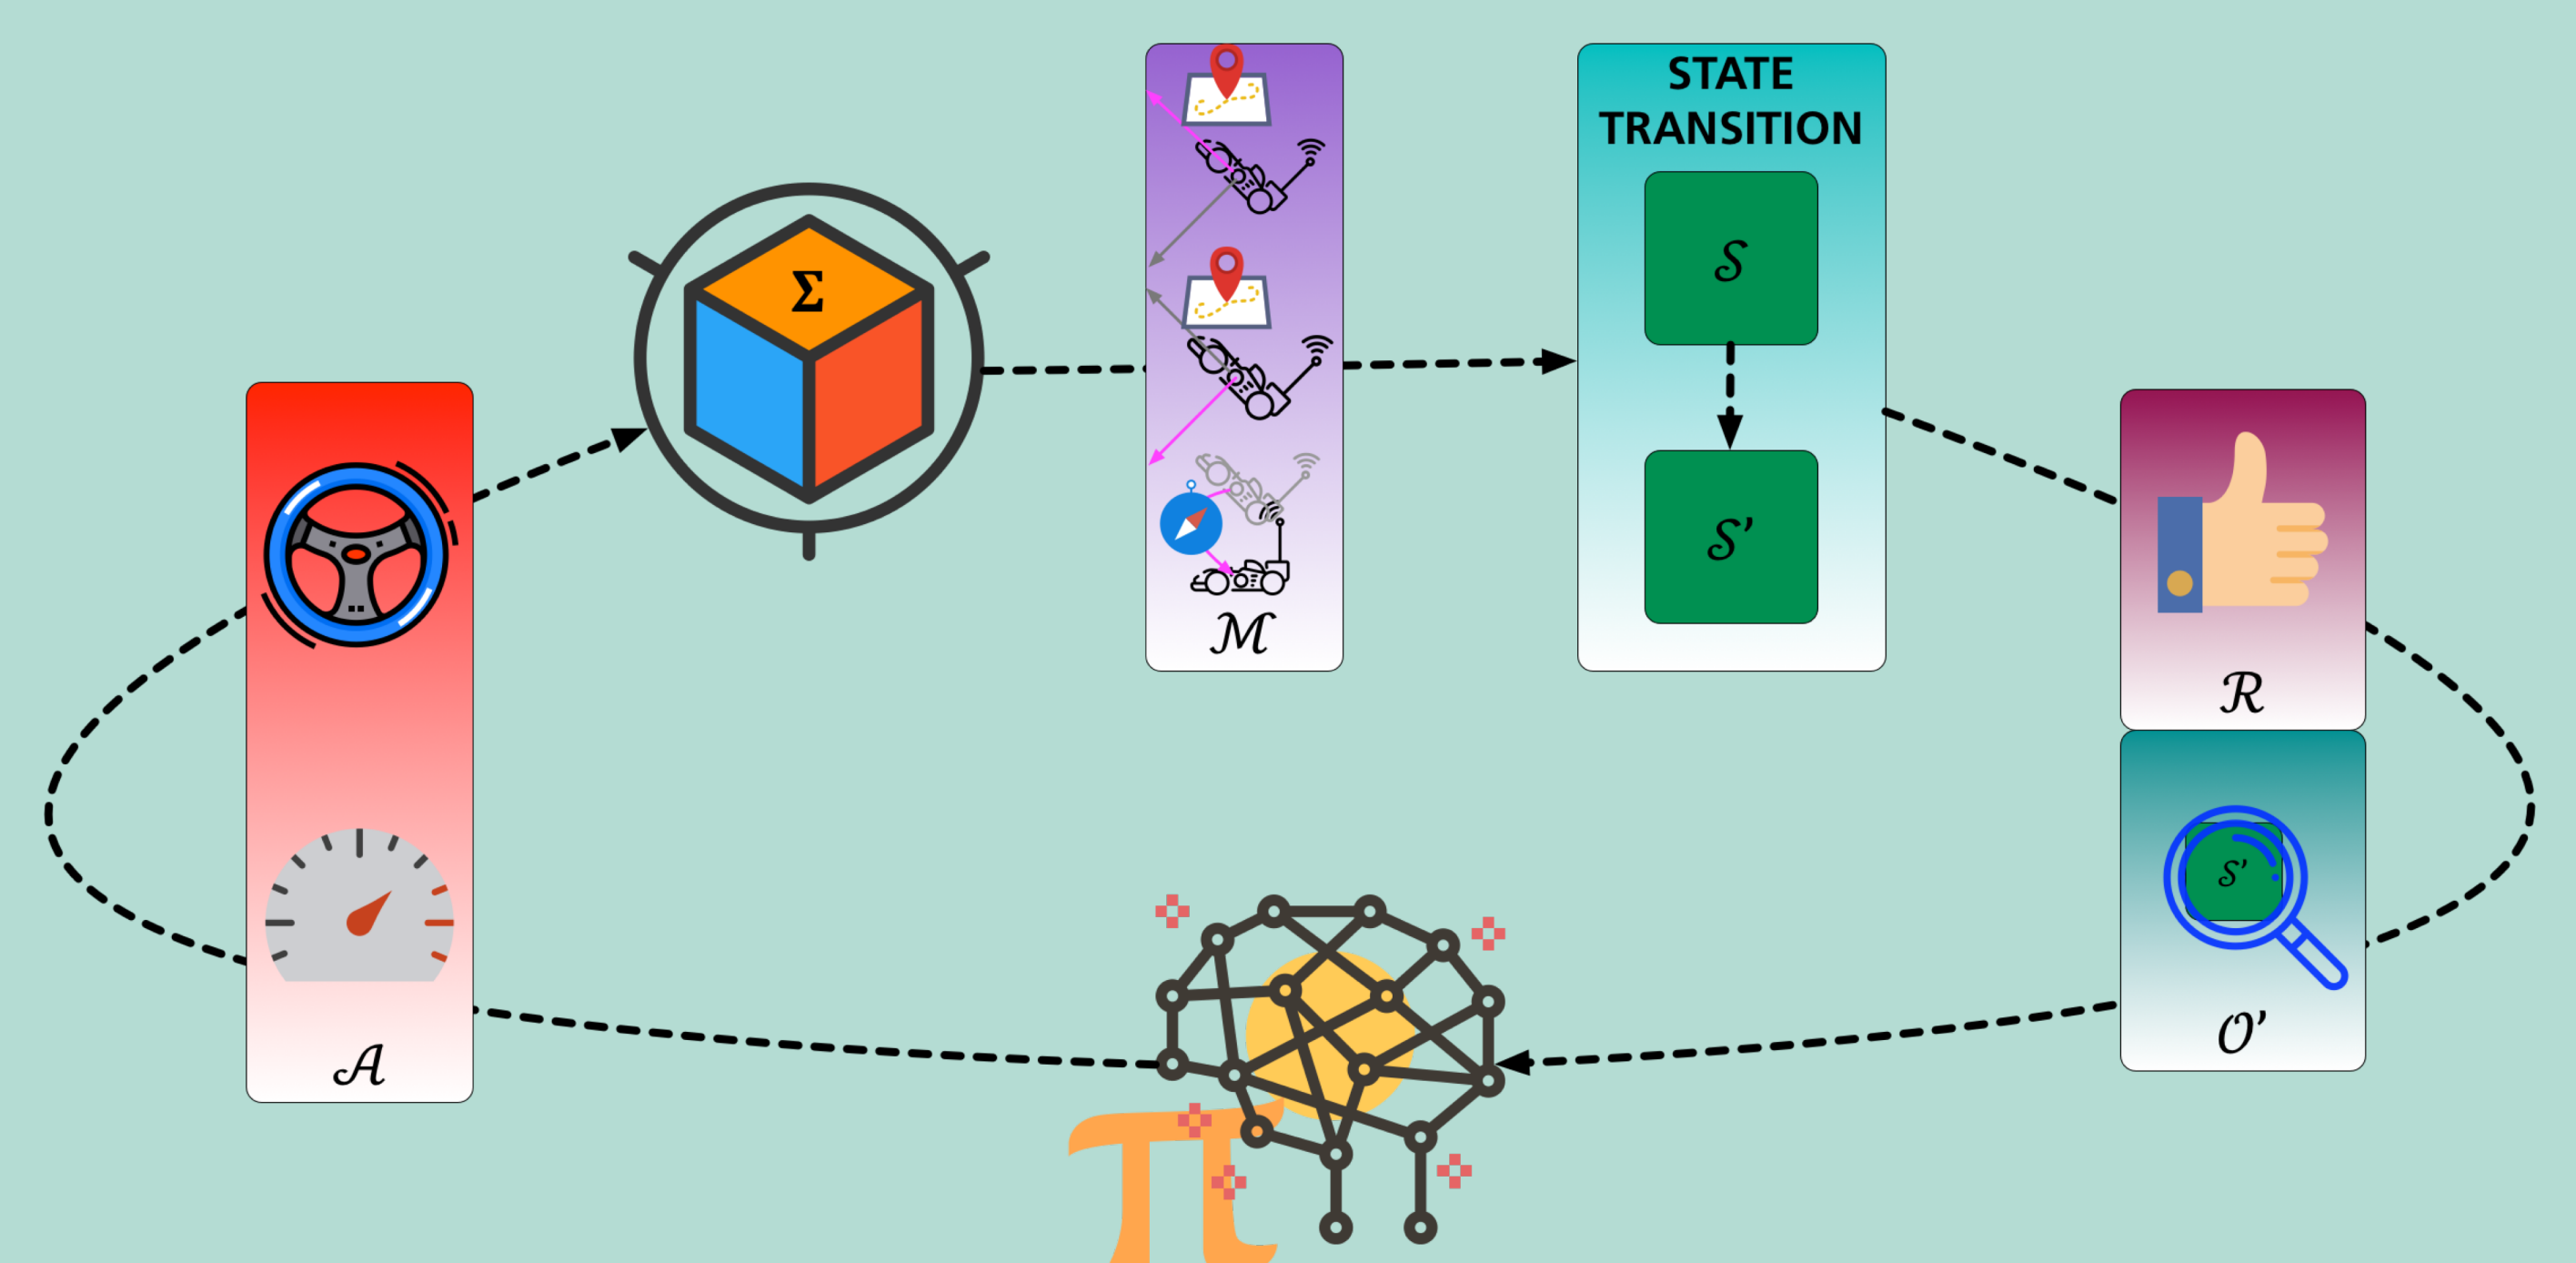 Σ
ℳ
STATE
TRANSITION
𝒮
𝒮’
ℛ
𝒮’
𝒪’
𝒜
π